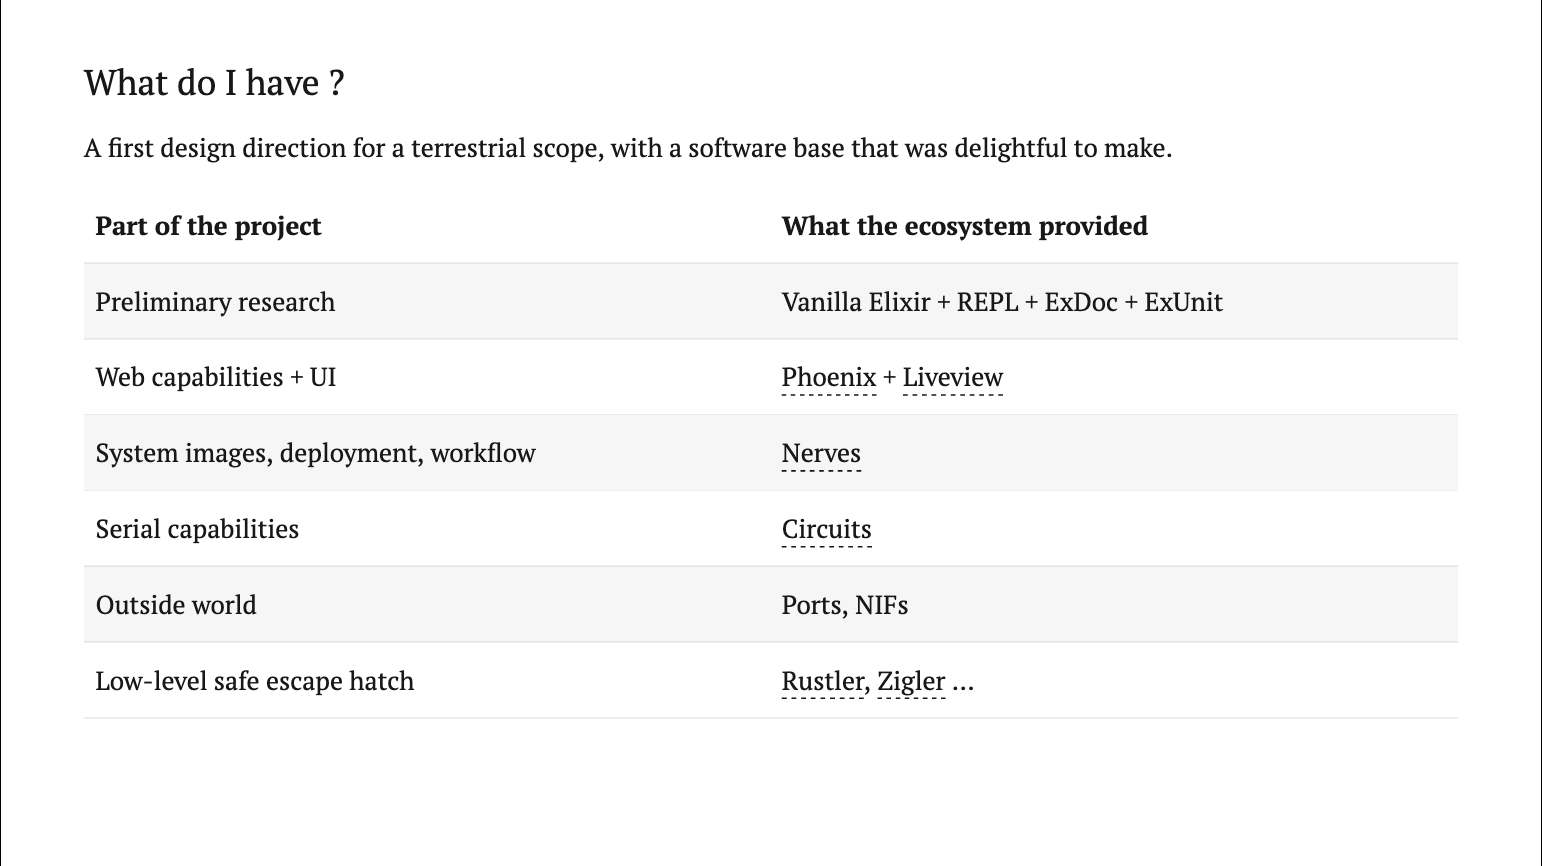 What do I have ?
A first design direction for a terrestrial scope, with a software base that was delightful to make.
Part of the project What the ecosystem provided
Preliminary research Vanilla Elixir + REPL + ExDoc + ExUnit
Web capabilities + UI Phoenix + Liveview
System images, deployment, workflow Nerves
Serial capabilities Circuits
Outside world Ports, NIFs
Low-level safe escape hatch Rustler, Zigler ...